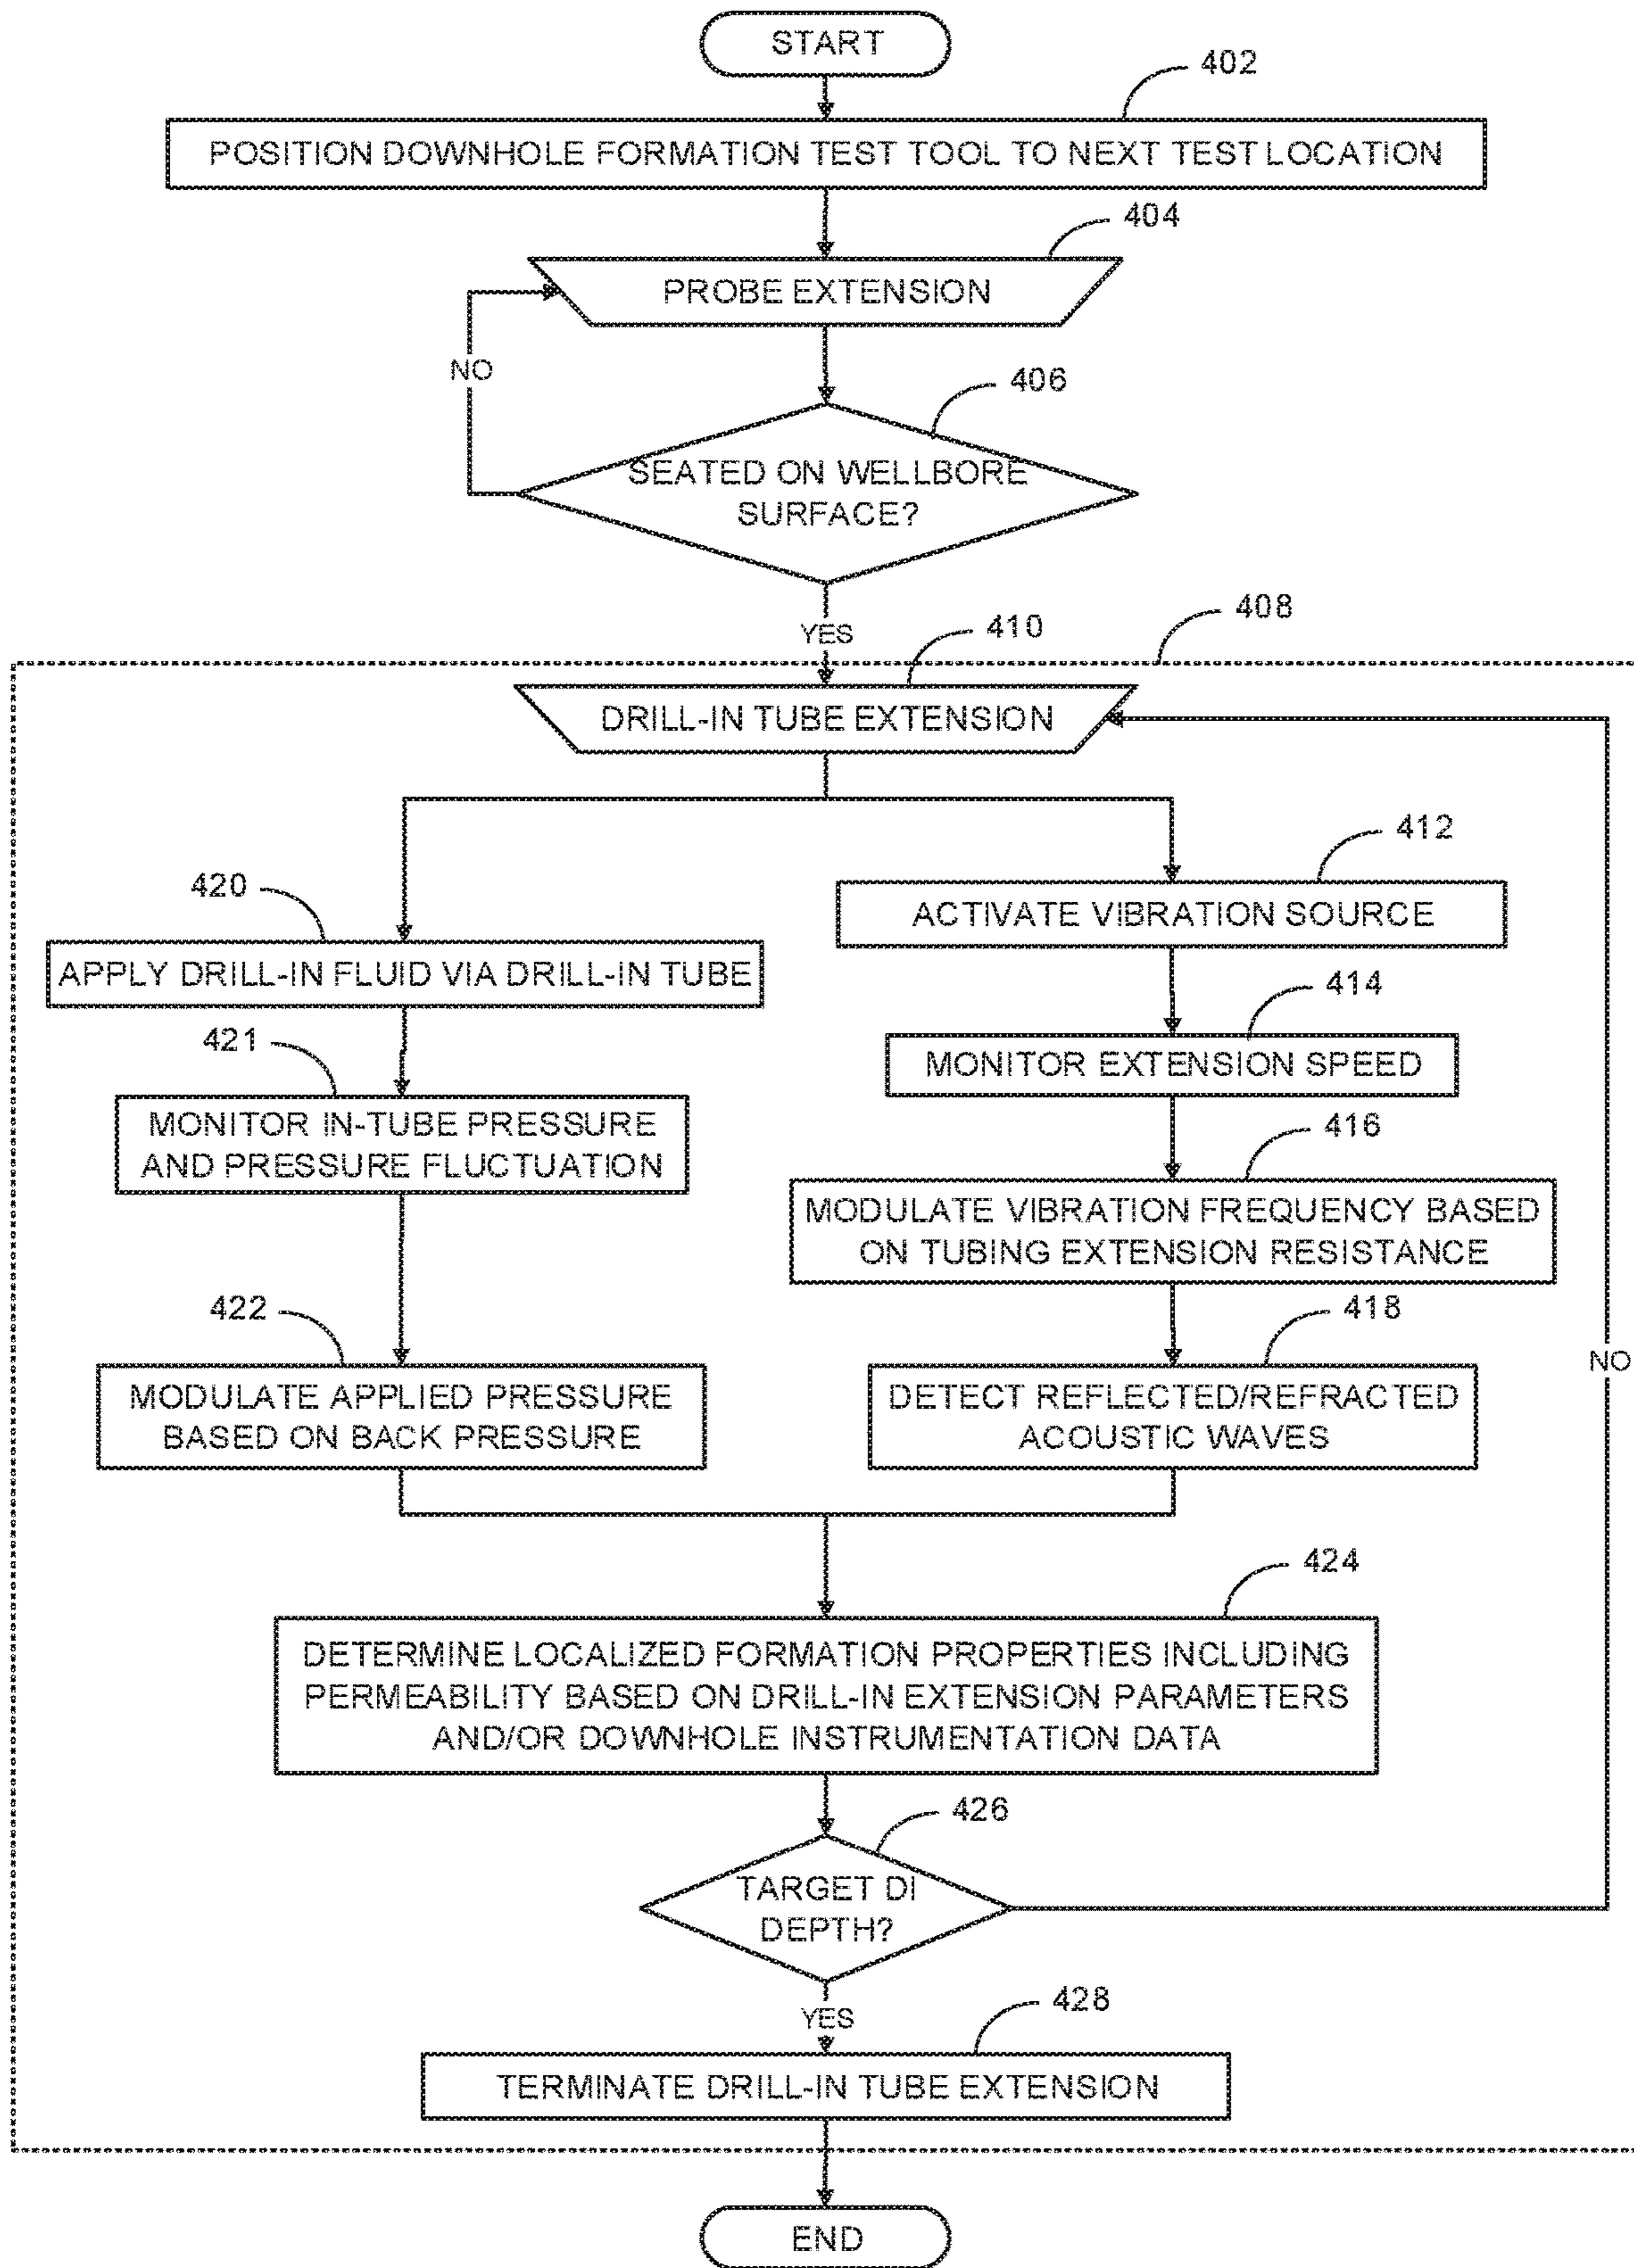 START
402
POSITION DOWNHOLE FORMATION TEST TOOL TO NEXT TEST LOCATION
404
PROBE EXTENSION
NO
406
SEATED ON WELLBORE
SURFACE?
408
YES
410
DRILL-IN TUBE EXTENSION
412
ACTIVATE VIBRATION SOURCE
420
APPLY DRILL-IN FLUID VIA DRILL-IN TUBE
414
MONITOR EXTENSION SPEED
421
MONITOR IN-TUBE PRESSURE
AND PRESSURE FLUCTUATION
416
MODULATE VIBRATION FREQUENCY BASED
ON TUBING EXTENSION RESISTANCE
422
MODULATE APPLIED PRESSURE
BASED ON BACK PRESSURE
418
DETECT REFLECTED/REFRACTED
ACOUSTIC WAVES
NO
424
DETERMINE LOCALIZED FORMATION PROPERTIES INCLUDING
PERMEABILITY BASED ON DRILL-IN EXTENSION PARAMETERS
AND/OR DOWNHOLE INSTRUMENTATION DATA
426
TARGET DI
DEPTH?
YES
428
TERMINATE DRILL-IN TUBE EXTENSION
END